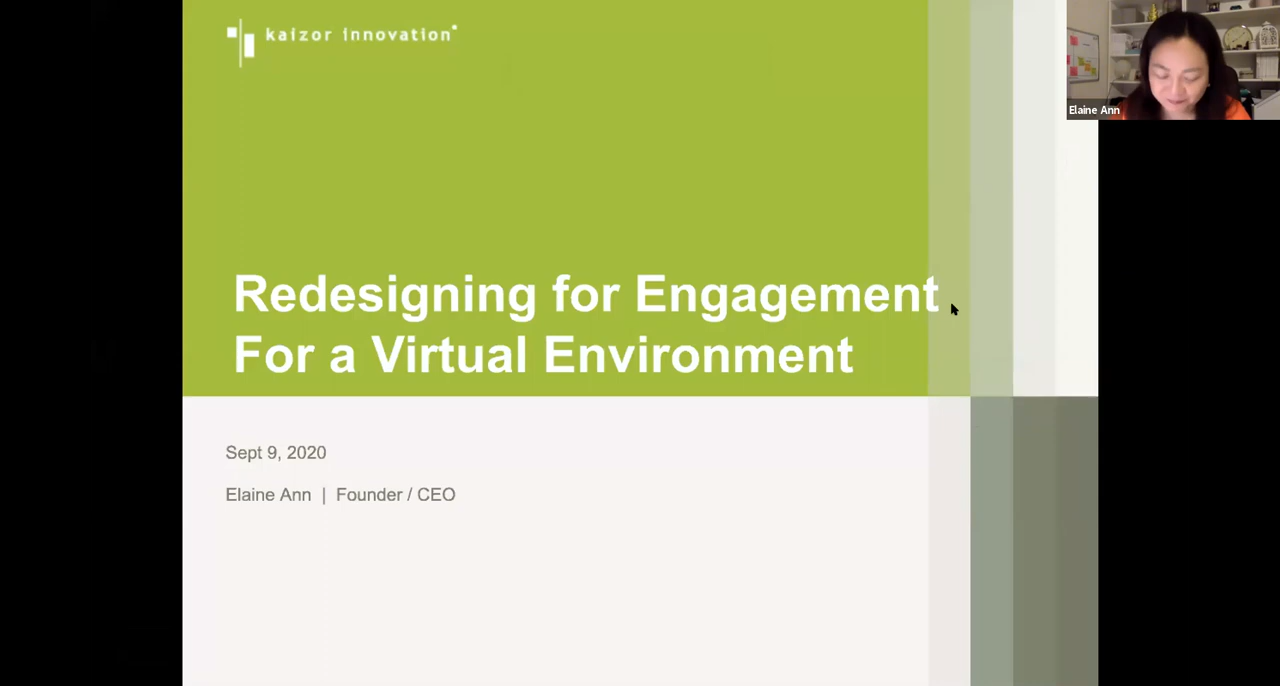 kaizor innovation
Elaine Ann
Redesigning for Engagement
For a Virtual Environment
Sept 9, 2020
Elaine Ann | Founder / CEO